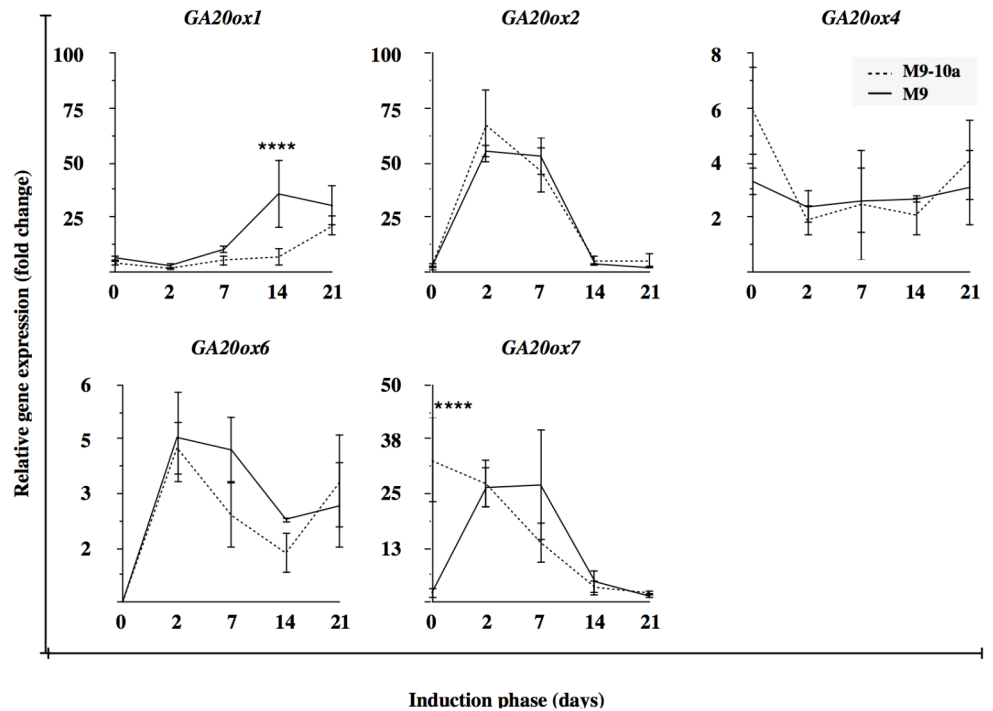 GA20ox1
GA20ox2
GA20ox4
100
75
50
25
****
0 2 7 14 21
100
75
50
25
0 2 7 14 21
8
6
4
2
M9-10a
M9
0 2 7 14 21
Relative gene expression (fold change)
GA20ox6
GA20ox7
6
5
3
2
0 2 7 14 21
50
38
25
13
****
0 2 7 14 21
Induction phase (days)